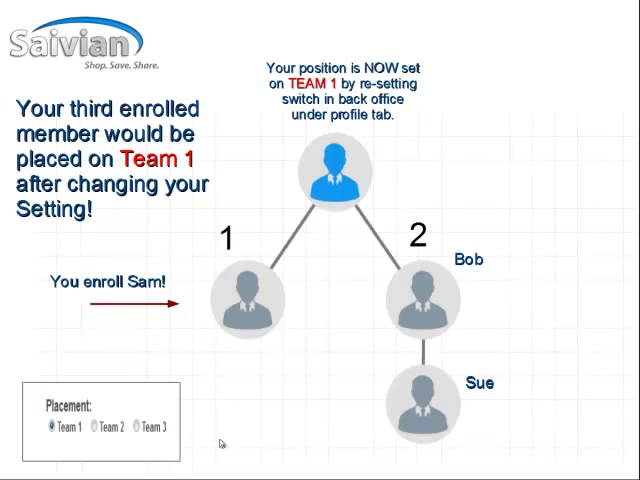 Saivian
Shop. Save. Share.
Your position is NOW set
on TEAM 1 by re-setting
switch in back office
under profile tab.
Your third enrolled
member would be
placed on Team 1
after changing your
Setting!
1
2
Bob
You enroll Sam!
Sue
Placement:
Team 1 Team 2 Team 3